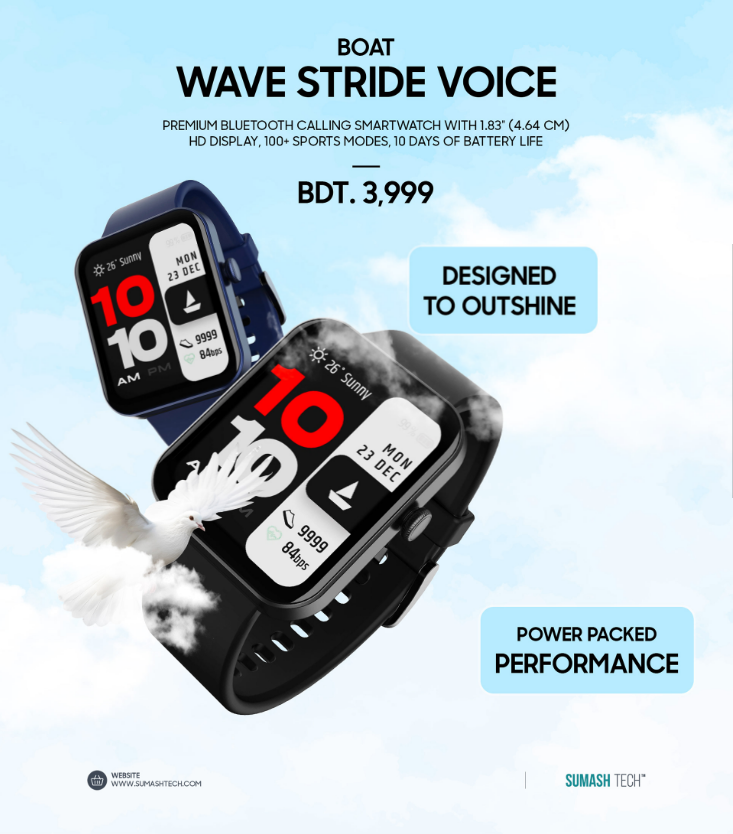 BOAT
WAVE STRIDE VOICE
PREMIUM BLUETOOTH CALLING SMARTWATCH WITH 1.83" (4.64 CM)
HD DISPLAY, 100+ SPORTS MODES, 10 DAYS OF BATTERY LIFE
BDT. 3,999
26° Sunny
MON
23 DEC
10
10
9999
84bps
AM PM
DESIGNED
TO OUTSHINE
26° Sunny
10
10
MON
23 DEC
9999
84bps
POWER PACKED
PERFORMANCE
WEBSITE
WWW.SUMASHTECH.COM
SUMASH TECH™